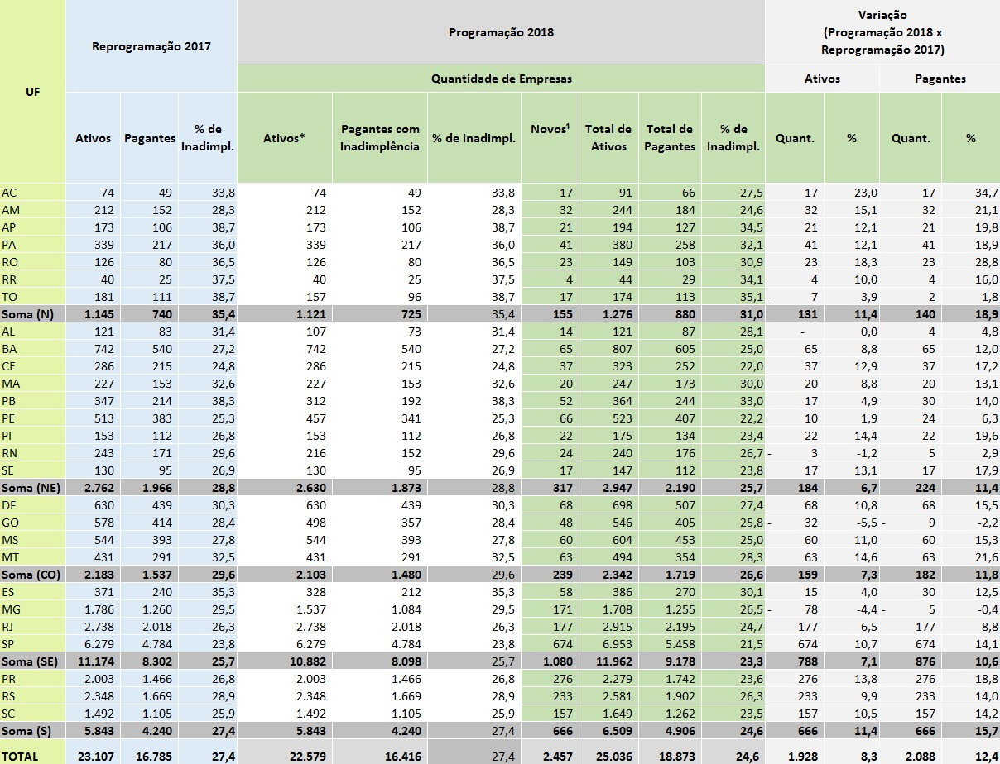 UF
Reprogramação 2017
Programação 2018
Variação
(Programação 2018 x
Reprogramação 2017)
Quantidade de Empresas
Ativos Pagantes
Ativos Pagantes % de Inadimpl. Ativos* Pagantes com Inadimplência % de inadimpl. Novos¹ Total de Ativos Total de Pagantes % de Inadimpl. Quant. % Quant. %
AC 74 49 33,8 74 49 33,8 17 91 66 27,5 17 23,0 17 34,7
AM 212 152 28,3 212 152 28,3 32 244 184 24,6 32 15,1 32 21,1
AP 173 106 38,7 173 106 38,7 21 194 127 34,5 21 12,1 21 19,8
PA 339 217 36,0 339 217 36,0 41 380 258 32,1 41 12,1 41 18,9
RO 126 80 36,5 126 80 36,5 23 149 103 30,9 23 18,3 23 28,8
RR 40 25 37,5 40 25 37,5 4 44 29 34,1 4 10,0 4 16,0
TO 181 111 38,7 157 96 38,7 17 174 113 35,1 - 7 -3,9 2 1,8
Soma (N) 1.145 740 35,4 1.121 725 35,4 155 1.276 880 31,0 131 11,4 140 18,9
AL 121 83 31,4 107 73 31,4 14 121 87 28,1 - 0,0 4 4,8
BA 742 540 27,2 742 540 27,2 65 807 605 25,0 65 8,8 65 12,0
CE 286 215 24,8 286 215 24,8 37 323 252 22,0 37 12,9 37 17,2
MA 227 153 32,6 227 153 32,6 20 247 173 30,0 20 8,8 20 13,1
PB 347 214 38,3 312 192 38,3 52 364 244 33,0 17 4,9 30 14,0
PE 513 383 25,3 457 341 25,3 66 523 407 22,2 10 1,9 24 6,3
PI 153 112 26,8 153 112 26,8 22 175 134 23,4 22 14,4 22 19,6
RN 243 171 29,6 216 152 29,6 24 240 176 26,7 - 3 -1,2 5 2,9
SE 130 95 26,9 130 95 26,9 17 147 112 23,8 17 13,1 17 17,9
Soma (NE) 2.762 1.966 28,8 2.630 1.873 28,8 317 2.947 2.190 25,7 184 6,7 224 11,4
DF 630 439 30,3 630 439 30,3 68 698 507 27,4 68 10,8 68 15,5
GO 578 414 28,4 498 357 28,4 48 546 405 25,8 - 32 -5,5 - 9 -2,2
MS 544 393 27,8 544 393 27,8 60 604 453 25,0 60 11,0 60 15,3
MT 431 291 32,5 431 291 32,5 63 494 354 28,3 63 14,6 63 21,6
Soma (CO) 2.183 1.537 29,6 2.103 1.480 29,6 239 2.342 1.719 26,6 159 7,3 182 11,8
ES 371 240 35,3 328 212 35,3 58 386 270 30,1 15 4,0 30 12,5
MG 1.786 1.260 29,5 1.537 1.084 29,5 171 1.708 1.255 26,5 - 78 -4,4 - 5 -0,4
RJ 2.738 2.018 26,3 2.738 2.018 26,3 177 2.915 2.195 24,7 177 6,5 177 8,8
SP 6.279 4.784 23,8 6.279 4.784 23,8 674 6.953 5.458 21,5 674 10,7 674 14,1
Soma (SE) 11.174 8.302 25,7 10.882 8.098 25,7 1.080 11.962 9.178 23,3 788 7,1 876 10,6
PR 2.003 1.466 26,8 2.003 1.466 26,8 276 2.279 1.742 23,6 276 13,8 276 18,8
RS 2.348 1.669 28,9 2.348 1.669 28,9 233 2.581 1.902 26,3 233 9,9 233 14,0
SC 1.492 1.105 25,9 1.492 1.105 25,9 157 1.649 1.262 23,5 157 10,5 157 14,2
Soma (S) 5.843 4.240 27,4 5.843 4.240 27,4 666 6.509 4.906 24,6 666 11,4 666 15,7
TOTAL 23.107 16.785 27,4 22.579 16.416 27,4 2.457 25.036 18.873 24,6 1.928 8,3 2.088 12,4